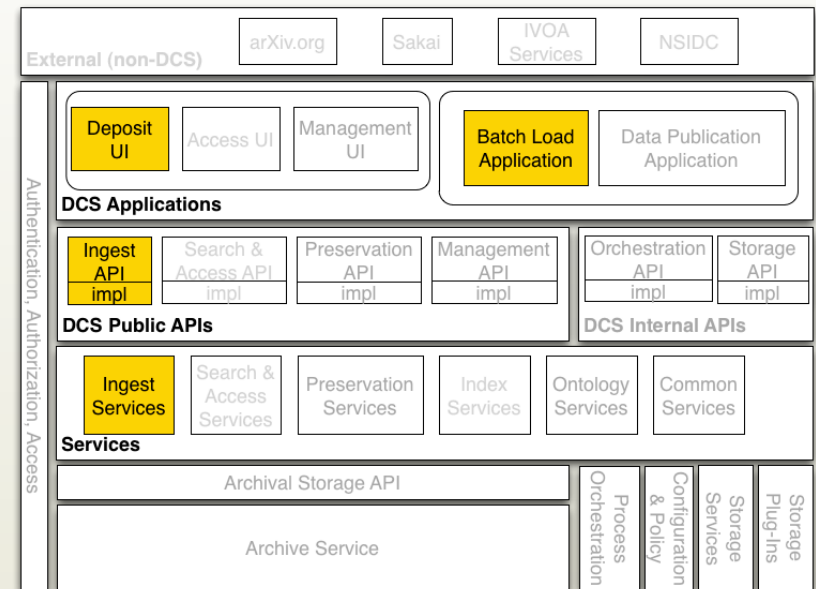 External (non-DCS)
arXiv.org
Sakai
IVOA
Services
NSIDC
Authentication, Authorization, Access
Deposit
UI
Access UI
Management
UI
Batch Load
Application
Data Publication
Application
DCS Applications
Ingest
API
impl
Search &
Access API
impl
Preservation
API
impl
Management
API
impl
DCS Public APIs
Orchestration
API
impl
Storage
API
impl
DCS Internal APIs
Ingest
Services
Search &
Access
Services
Preservation
Services
Index
Services
Ontology
Services
Common
Services
Services
Archival Storage API
Archive Service
Process
Orchestration
Configuration
& Policy
Storage
Services
Storage
Plug-Ins